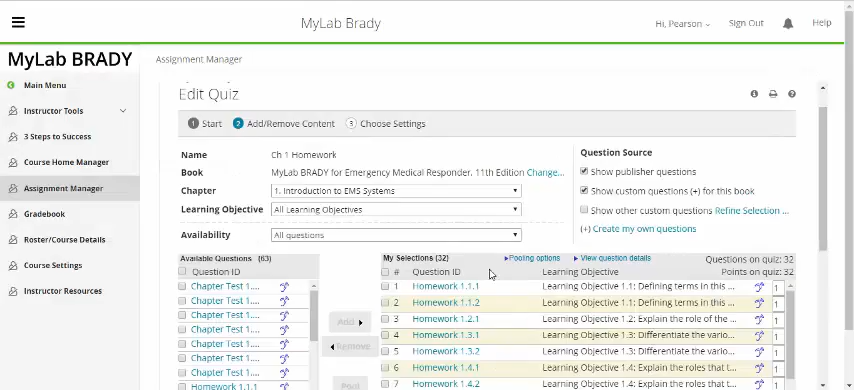 MyLab Brady
Hi, Pearson
Sign Out
Help
MyLab BRADY
Assignment Manager
Main Menu
Instructor Tools
3 Steps to Success
Course Home Manager
Assignment Manager
Gradebook
Roster/Course Details
Course Settings
Instructor Resources
Edit Quiz
1 Start 2 Add/Remove Content 3 Choose Settings
Name Ch 1 Homework
Book MyLab BRADY for Emergency Medical Responder, 11th Edition Change...
Chapter 1. Introduction to EMS Systems
Learning Objective All Learning Objectives
Availability All questions
Question Source
Show publisher questions
Show custom questions (+) for this book
Show other custom questions Refine Selection ...
(+) Create my own questions
Available Questions (63)
Question ID
Chapter Test 1....
Chapter Test 1....
Chapter Test 1....
Chapter Test 1....
Chapter Test 1....
Chapter Test 1....
Homework 1.1.1
Add
Remove
Pool
My Selections (32) Pooling options View question details Questions on quiz: 32
# Question ID Learning Objective Points on quiz: 32
1 Homework 1.1.1 Learning Objective 1.1: Defining terms in this ... 1
2 Homework 1.1.2 Learning Objective 1.1: Defining terms in this ... 1
3 Homework 1.2.1 Learning Objective 1.2: Explain the role of the ... 1
4 Homework 1.3.1 Learning Objective 1.3: Differentiate the vario... 1
5 Homework 1.3.2 Learning Objective 1.3: Differentiate the vario... 1
6 Homework 1.4.1 Learning Objective 1.4: Explain the roles that t... 1
7 Homework 1.4.2 Learning Objective 1.4: Explain the roles that t... 1